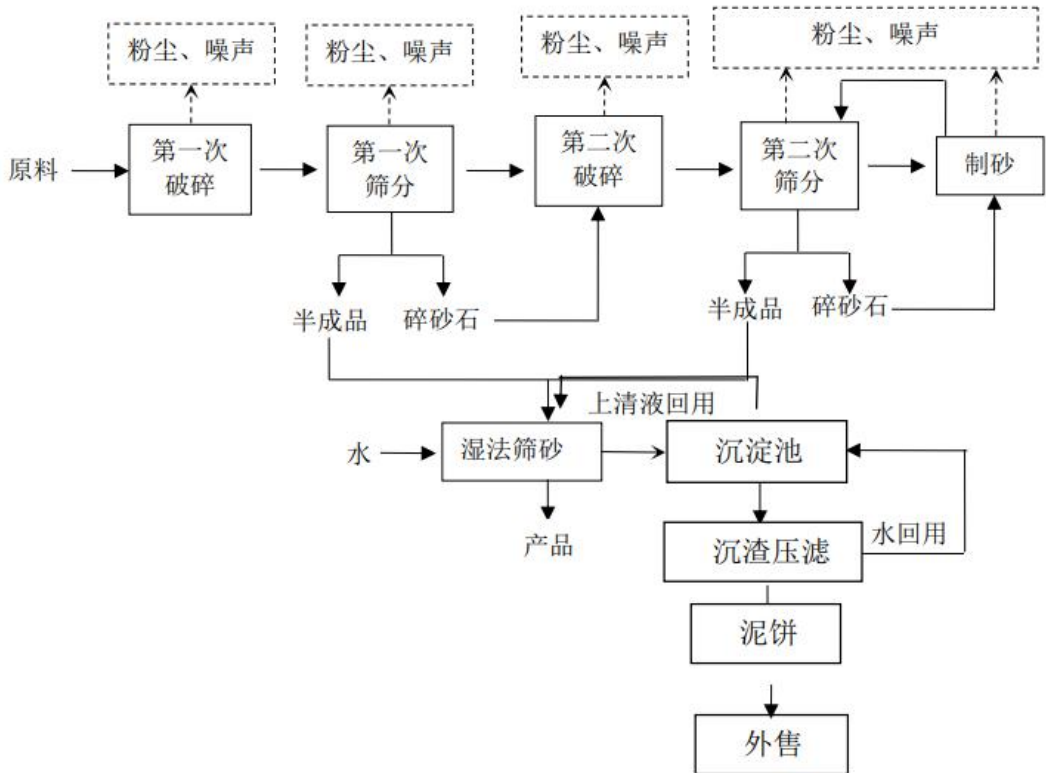 粉尘、噪声
粉尘、噪声
粉尘、噪声
粉尘、噪声
原料
第一次
破碎
第一次
筛分
第二次
破碎
第二次
筛分
制砂
半成品
碎砂石
半成品
碎砂石
上清液回用
水
湿法筛砂
沉淀池
产品
沉渣压滤
水回用
泥饼
外售